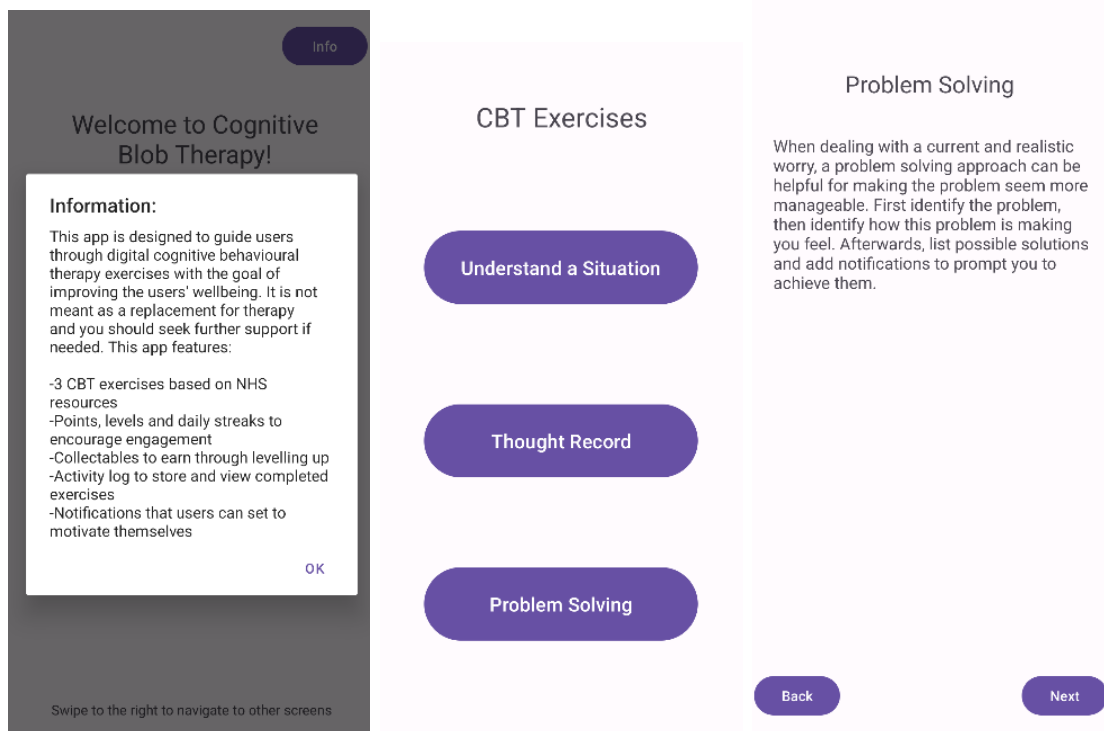 Info
Welcome to Cognitive
Blob Therapy!
Information:
This app is designed to guide users
through digital cognitive behavioural
therapy exercises with the goal of
improving the users' wellbeing. It is not
meant as a replacement for therapy
and you should seek further support if
needed. This app features:
-3 CBT exercises based on NHS
resources
-Points, levels and daily streaks to
encourage engagement
-Collectables to earn through levelling up
-Activity log to store and view completed
exercises
-Notifications that users can set to
motivate themselves
OK
Swipe to the right to navigate to other screens
CBT Exercises
Understand a Situation
Thought Record
Problem Solving
Problem Solving
When dealing with a current and realistic
worry, a problem solving approach can be
helpful for making the problem seem more
manageable. First identify the problem,
then identify how this problem is making
you feel. Afterwards, list possible solutions
and add notifications to prompt you to
achieve them.
Back
Next